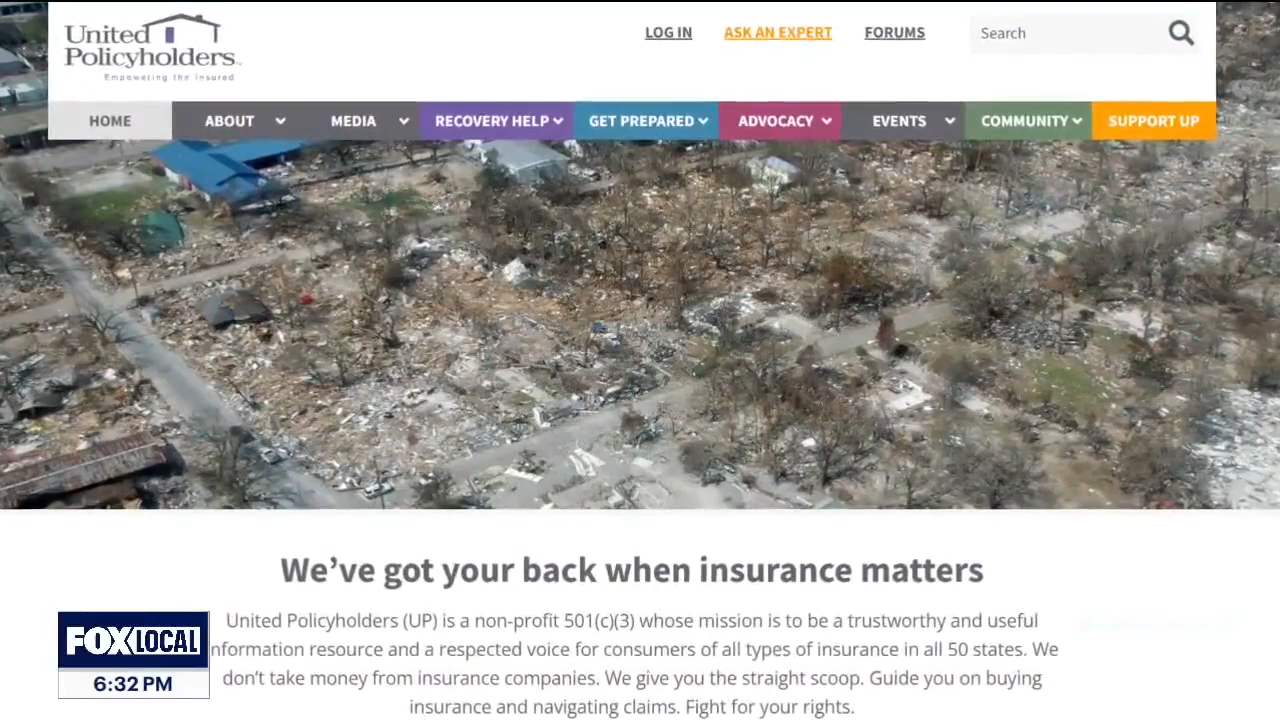 United
Policyholders
Empowering the Insured
LOG IN
ASK AN EXPERT
FORUMS
Search
HOME
ABOUT
MEDIA
RECOVERY HELP
GET PREPARED
ADVOCACY
EVENTS
COMMUNITY
SUPPORT UP
We’ve got your back when insurance matters
United Policyholders (UP) is a non-profit 501(c)(3) whose mission is to be a trustworthy and useful
nformation resource and a respected voice for consumers of all types of insurance in all 50 states. We
don’t take money from insurance companies. We give you the straight scoop. Guide you on buying
insurance and navigating claims. Fight for your rights.
FOX LOCAL
6:32 PM